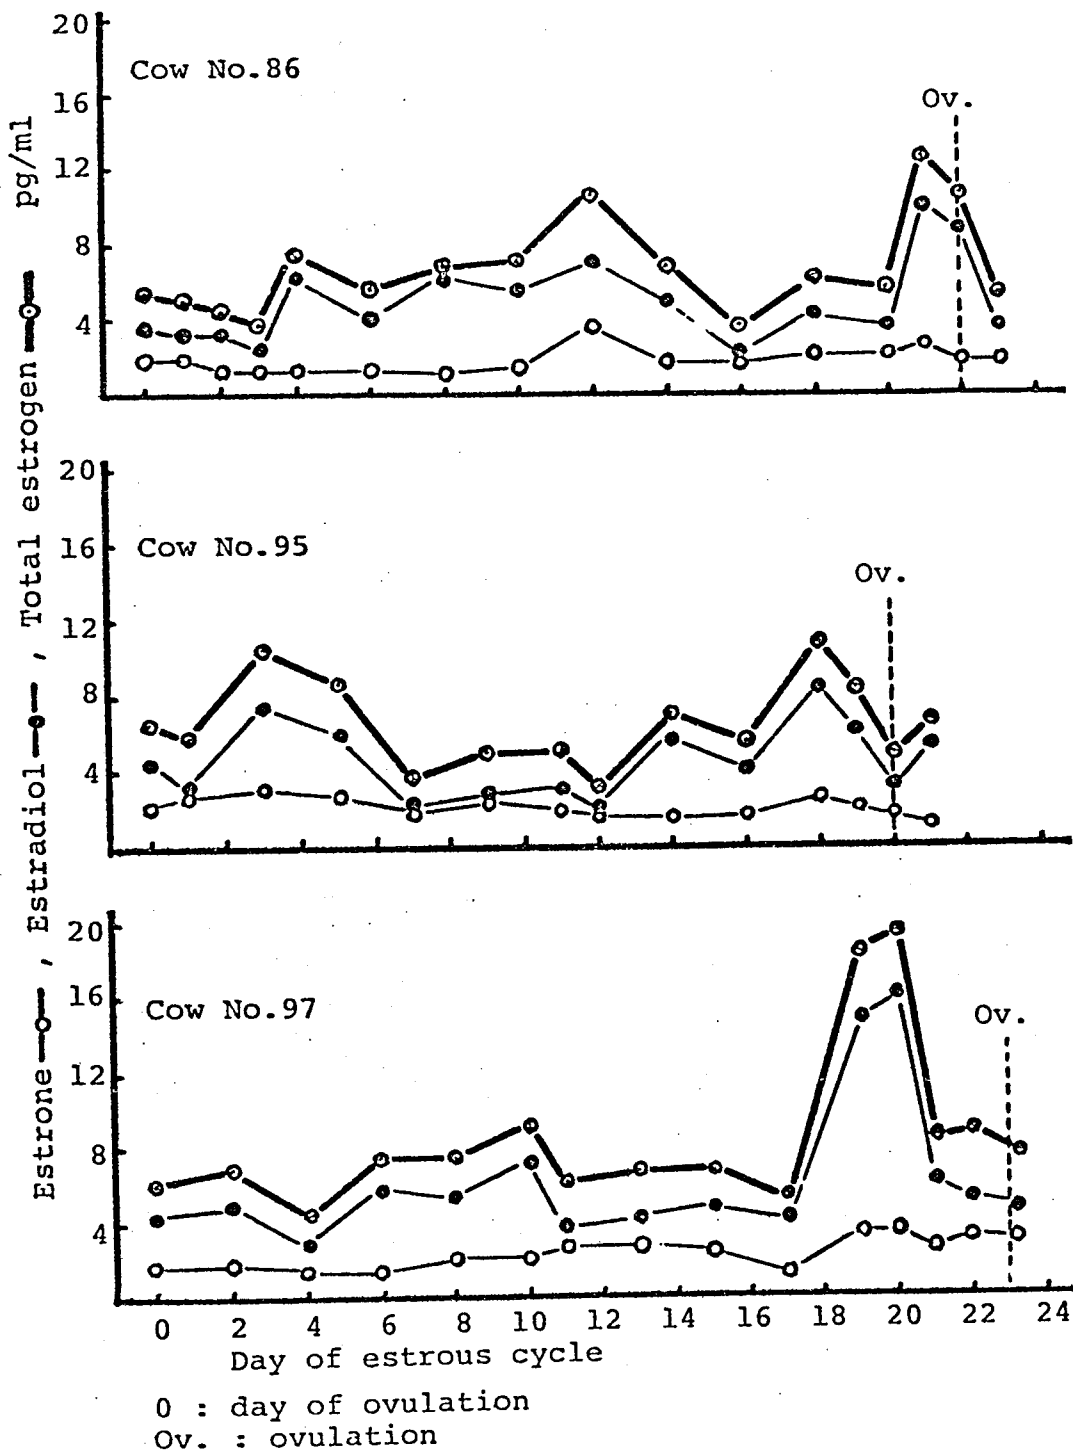 Estrone—o—, Estradiol—●—, Total estrogen—⊙— pg/ml
20
Cow No.86
16
Ov.
12
8
4
20
16
Cow No.95
Ov.
12
8
4
20
16
Cow No.97
Ov.
12
8
4
0 2 4 6 8 10 12 14 16 18 20 22 24
Day of estrous cycle
0 : day of ovulation
Ov. : ovulation